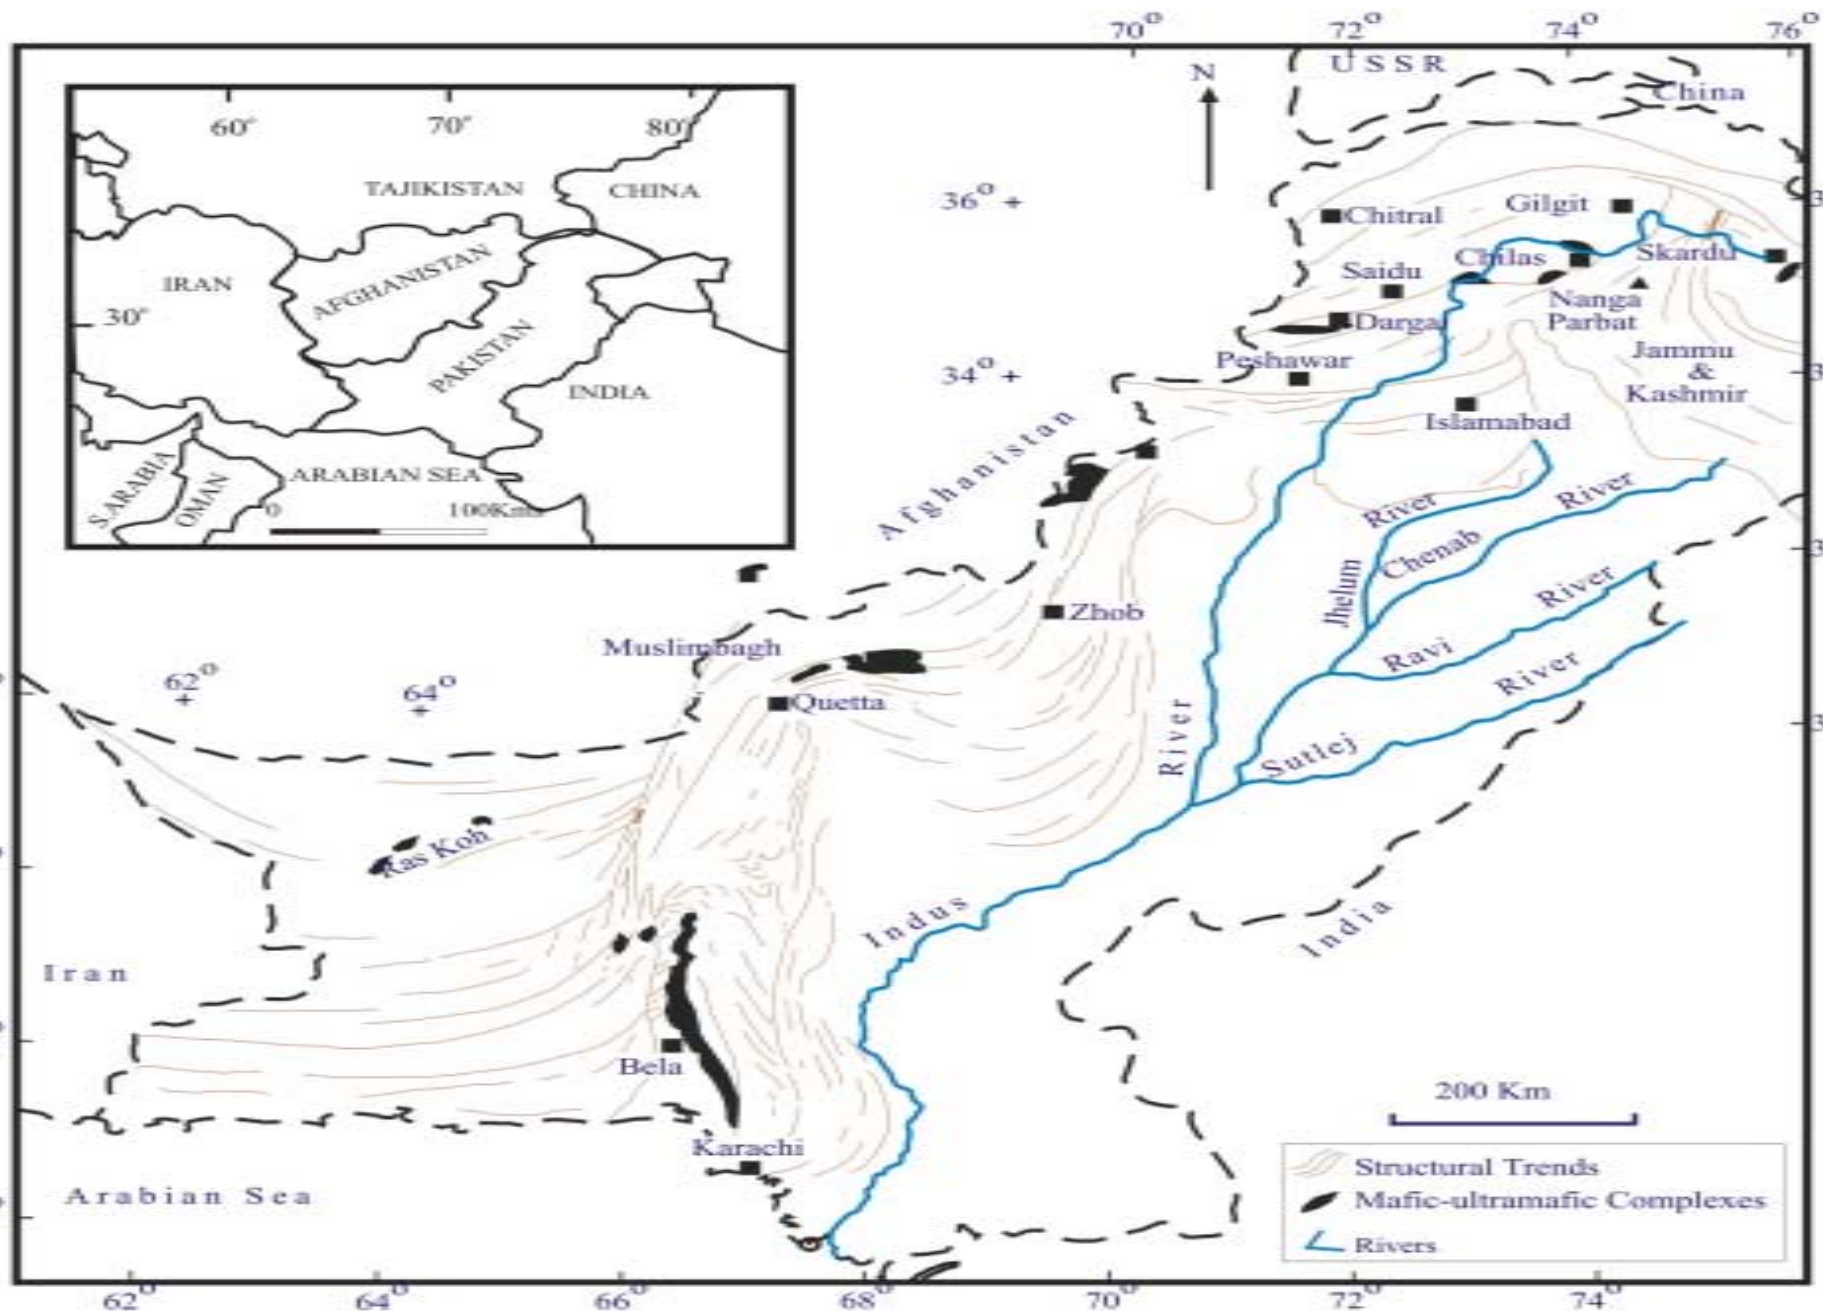 70° 72° 74° 76°
USSR
N
China
60° 70° 80°
TAJIKISTAN
CHINA
36°
Gilgit
Chitral
IRAN
AFGHANISTAN
Chilas
Skardu
Saidu
30°
Nanga
Parbat
Dargai
PAKISTAN
Peshawar
34°
Jammu
&
Kashmir
INDIA
Islamabad
Afghanistan
ARABIAN SEA
S.ARABIA
OMAN
0 100Kms
River
River
Chenab
Jhelum
River
Zhob
Muslimbagh
Ravi
River
62° 64°
Quetta
River
Sutlej
Ras Koh
Indus
India
Iran
Bela
200 Km
Karachi
Arabian Sea
Structural Trends
Mafic-ultramafic Complexes
Rivers
62° 64° 66° 68° 70° 72° 74°